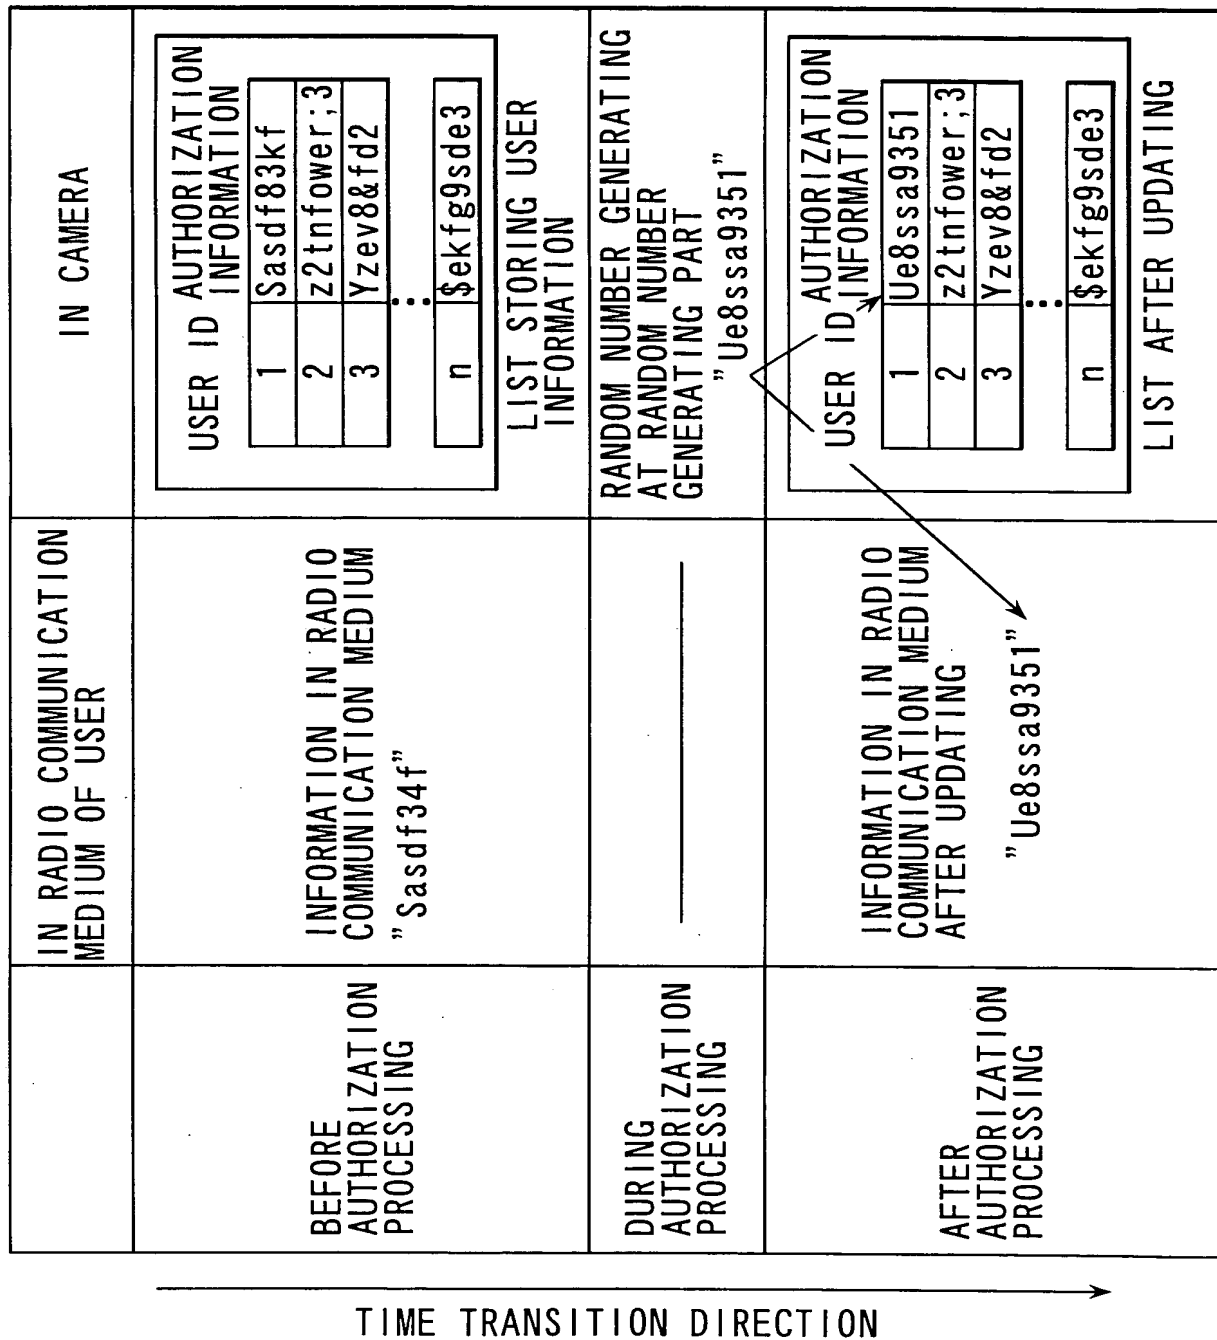 IN RADIO COMMUNICATION
MEDIUM OF USER
IN CAMERA
BEFORE
AUTHORIZATION
PROCESSING
INFORMATION IN RADIO
COMMUNICATION MEDIUM
"Sasdf34f"
USER ID
AUTHORIZATION
INFORMATION
1 Sasdf83kf
2 z2tnfower;3
3 Yzev8&fd2
...
n $ekfg9sde3
LIST STORING USER
INFORMATION
DURING
AUTHORIZATION
PROCESSING
RANDOM NUMBER GENERATING
AT RANDOM NUMBER
GENERATING PART
"Ue8ssa9351"
AFTER
AUTHORIZATION
PROCESSING
INFORMATION IN RADIO
COMMUNICATION MEDIUM
AFTER UPDATING
"Ue8ssa9351"
USER ID
AUTHORIZATION
INFORMATION
1 Ue8ssa9351
2 z2tnfower;3
3 Yzev8&fd2
...
n $ekfg9sde3
LIST AFTER UPDATING
TIME TRANSITION DIRECTION